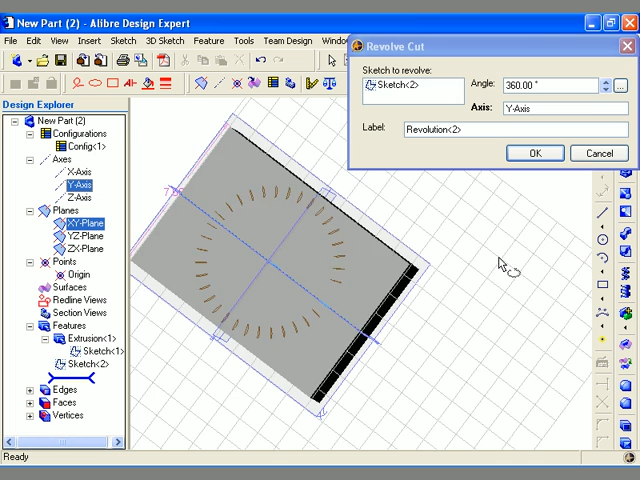 New Part (2) - Alibre Design Expert
File Edit View Insert Sketch 3D Sketch Feature Tools Team Design Window
Design Explorer
New Part (2)
Configurations
Config<1>
Axes
X-Axis
Y-Axis
Z-Axis
Planes
XY-Plane
YZ-Plane
ZX-Plane
Points
Origin
Surfaces
Redline Views
Section Views
Features
Extrusion<1>
Sketch<1>
Sketch<2>
Edges
Faces
Vertices
Ready
Revolve Cut
Sketch to revolve:
Sketch<2>
Angle: 360.00 °
...
Axis: Y-Axis
Label: Revolution<2>
OK Cancel